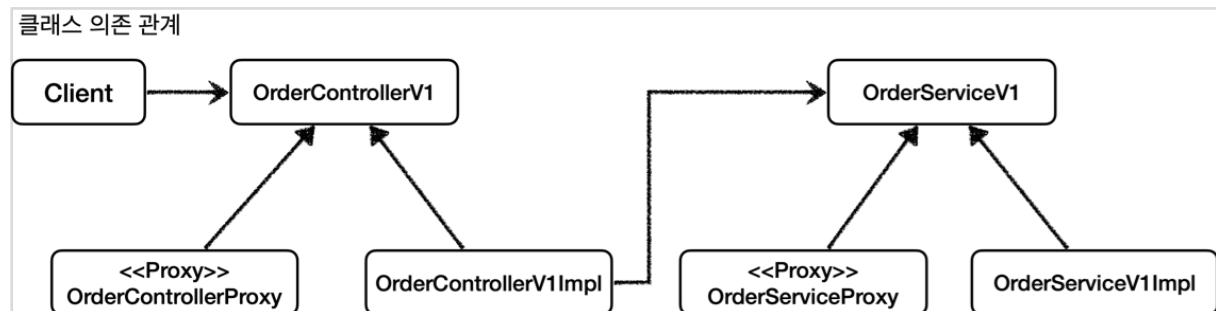 클래스 의존 관계
Client
OrderControllerV1
OrderServiceV1
<<Proxy>>
OrderControllerProxy
OrderControllerV1Impl
<<Proxy>>
OrderServiceProxy
OrderServiceV1Impl